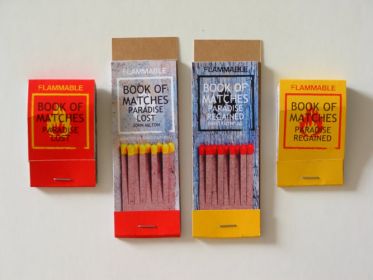 FLAMMABLE
BOOK OF
MATCHES
PARADISE
LOST
FLAMMABLE
BOOK OF
MATCHES
PARADISE
LOST
JOHN MILTON
FLAMMABLE
BOOK OF
MATCHES
PARADISE
REGAINED
FLAMMABLE
BOOK OF
MATCHES
PARADISE
REGAINED